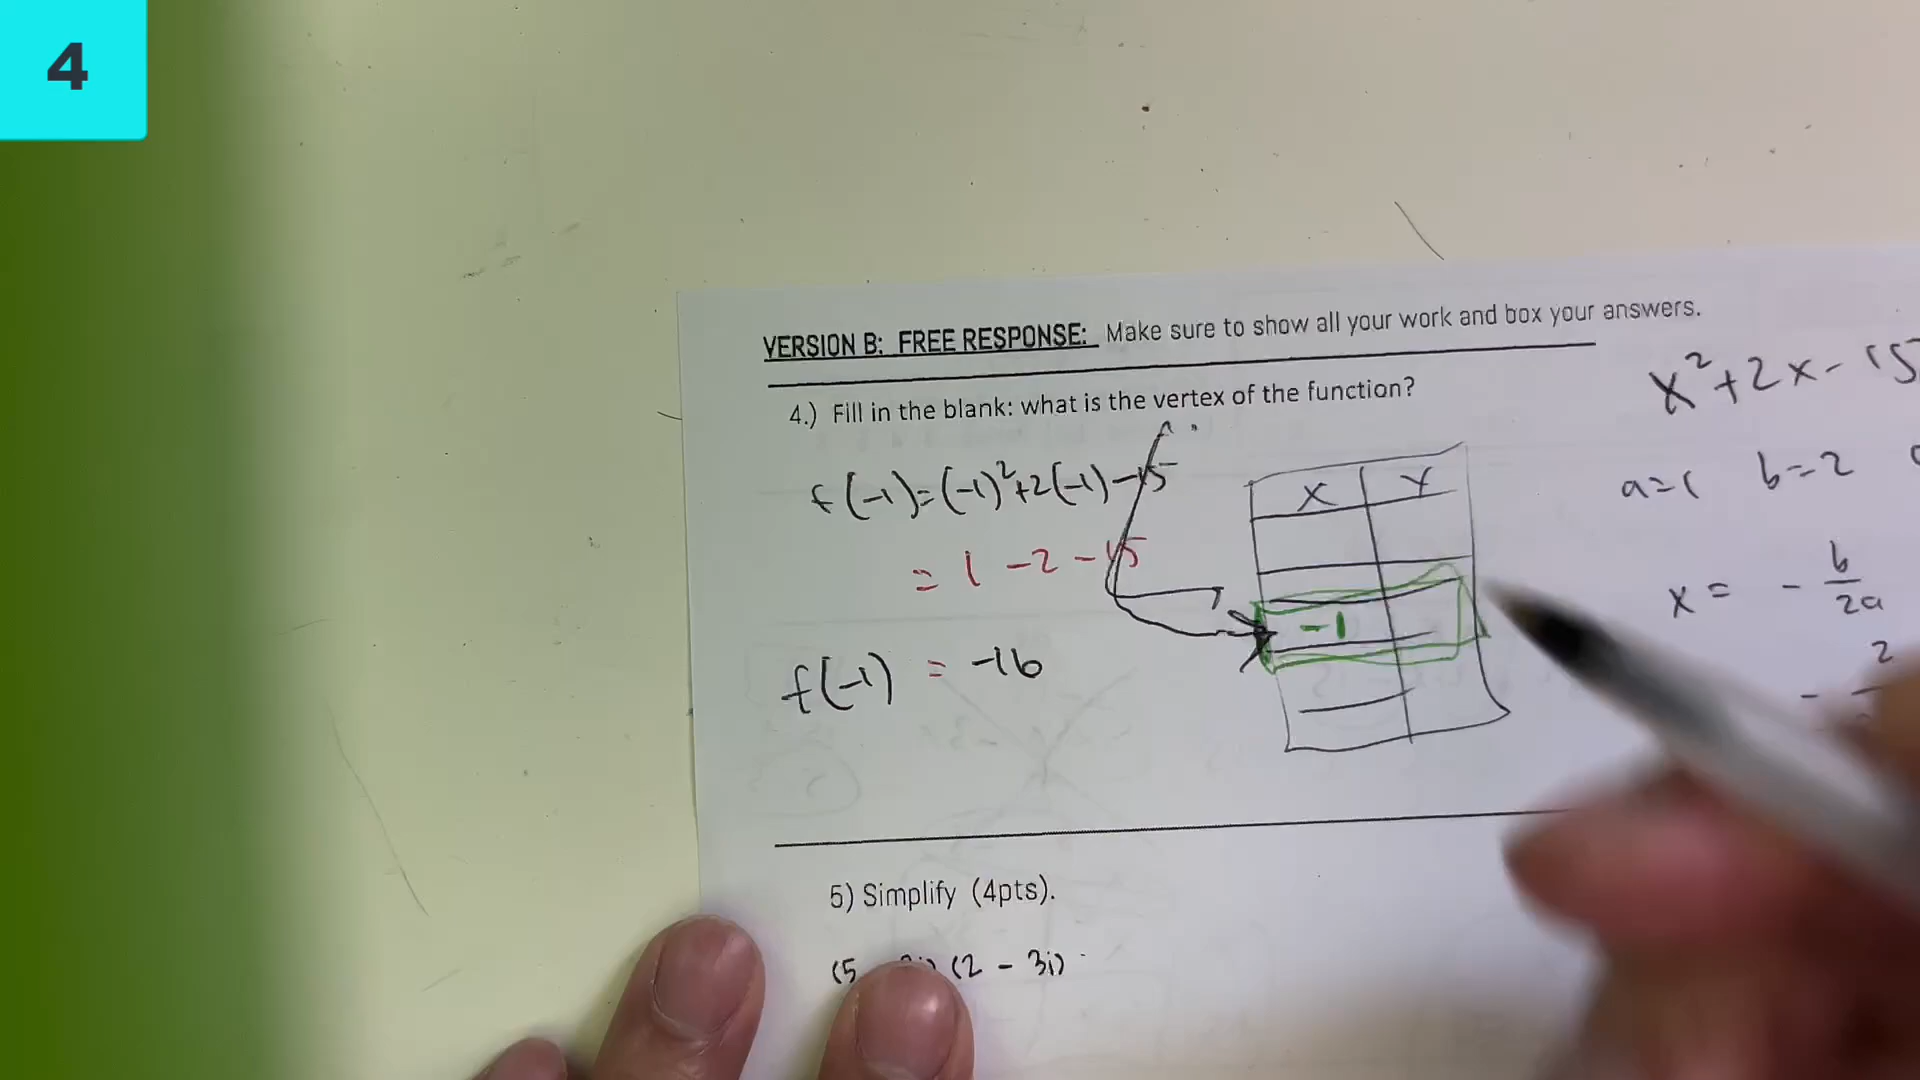 4
VERSION B: FREE RESPONSE: Make sure to show all your work and box your answers.
4.) Fill in the blank: what is the vertex of the function?
x²+2x-15
f(-1)=(-1)²+2(-1)-15
x y
a=1 b=2
= 1 -2 -15
x = - b/2a
-1
f(-1) = -16
- 2
5) Simplify (4pts).
(5 (2 - 3i)